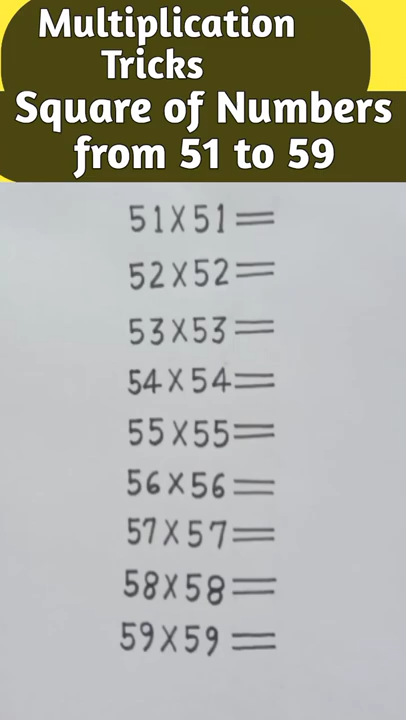 Multiplication
Tricks
Square of Numbers
from 51 to 59
51X51=
52X52=
53X53=
54X54=
55X55=
56X56=
57X57=
58X58=
59X59=